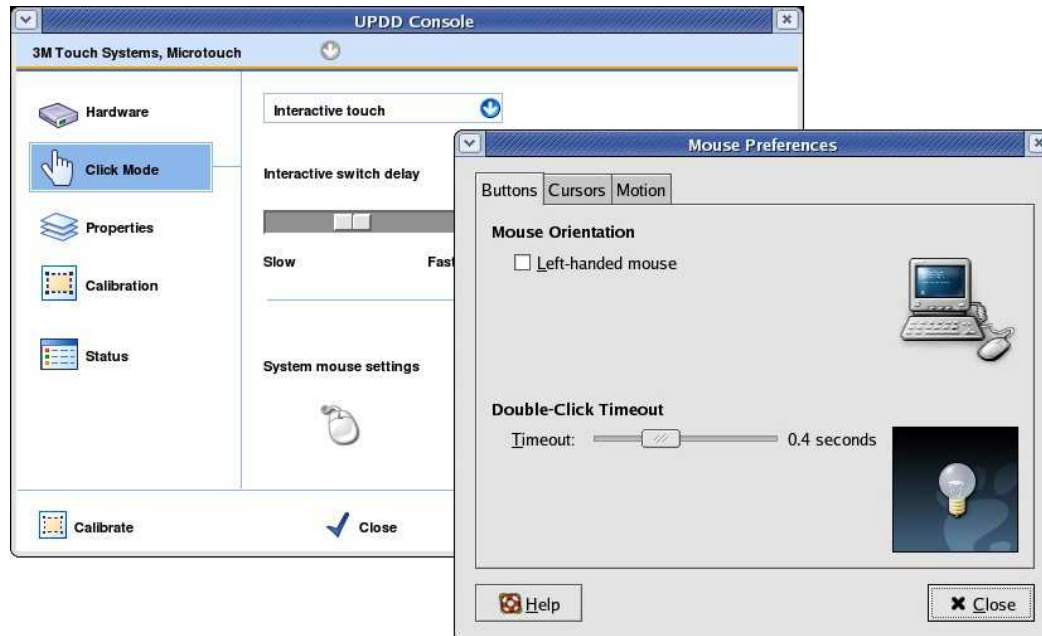 UPDD Console
3M Touch Systems, Microtouch
Hardware
Click Mode
Properties
Calibration
Status
Interactive touch
Interactive switch delay
Slow
Fast
System mouse settings
Calibrate
Close
Mouse Preferences
Buttons
Cursors
Motion
Mouse Orientation
Left-handed mouse
Double-Click Timeout
Timeout:
0.4 seconds
Help
Close